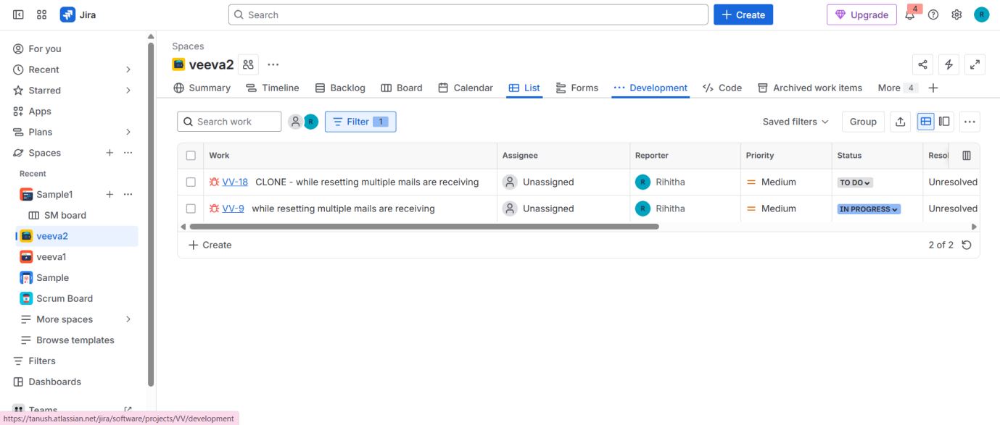 Jira
Search
Create
Upgrade
4
R
For you
Recent
Starred
Apps
Plans
Spaces
Recent
Sample1
SM board
veeva2
veeva1
Sample
Scrum Board
More spaces
Browse templates
Filters
Dashboards
Teams
Spaces
veeva2
Summary Timeline Backlog Board Calendar List Forms Development Code Archived work items More 4
Search work R Filter 1 Saved filters Group
Work Assignee Reporter Priority Status Resol
VV-18 CLONE - while resetting multiple mails are receiving Unassigned R Rihitha Medium TO DO Unresolved
VV-9 while resetting multiple mails are receiving Unassigned R Rihitha Medium IN PROGRESS Unresolved
Create 2 of 2
https://tanush.atlassian.net/jira/software/projects/VV/development